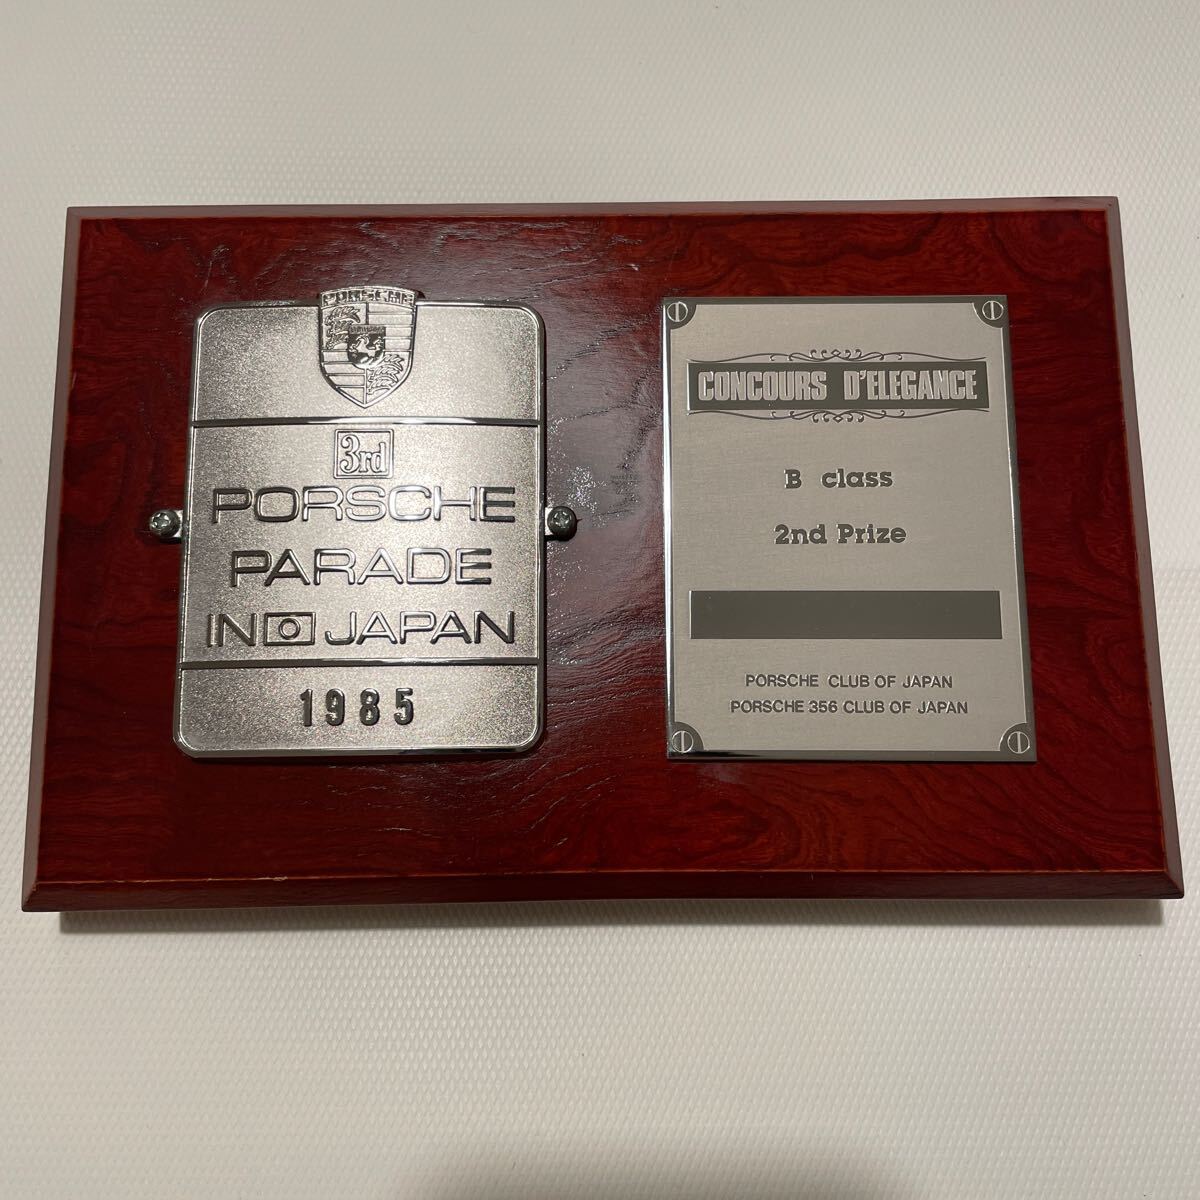 PORSCHE
3rd
PORSCHE
PARADE
IN JAPAN
1985
CONCOURS D'ELEGANCE
B class
2nd Prize
PORSCHE CLUB OF JAPAN
PORSCHE 356 CLUB OF JAPAN